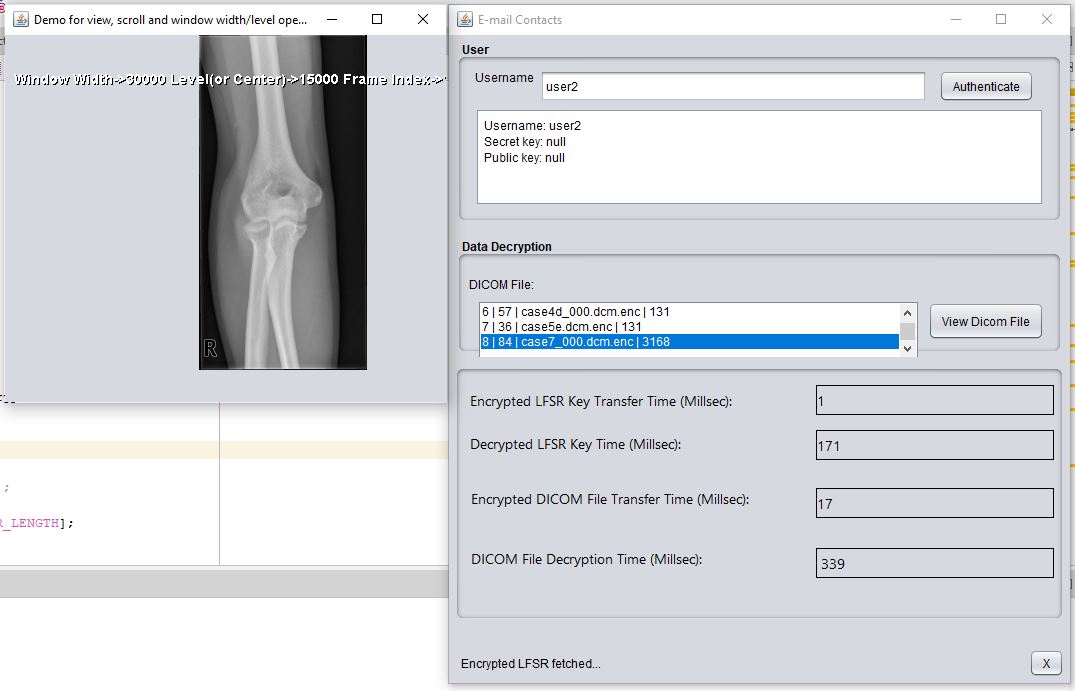 Demo for view, scroll and window width/level ope...
Window Width->30000 Level(or Center)->15000 Frame Index->
R
;
R_LENGTH];
E-mail Contacts
User
Username
user2
Authenticate
Username: user2
Secret key: null
Public key: null
Data Decryption
DICOM File:
6 | 57 | case4d_000.dcm.enc | 131
7 | 36 | case5e.dcm.enc | 131
8 | 84 | case7_000.dcm.enc | 3168
View Dicom File
Encrypted LFSR Key Transfer Time (Millsec):
1
Decrypted LFSR Key Time (Millsec):
171
Encrypted DICOM File Transfer Time (Millsec):
17
DICOM File Decryption Time (Millsec):
339
Encrypted LFSR fetched...
X